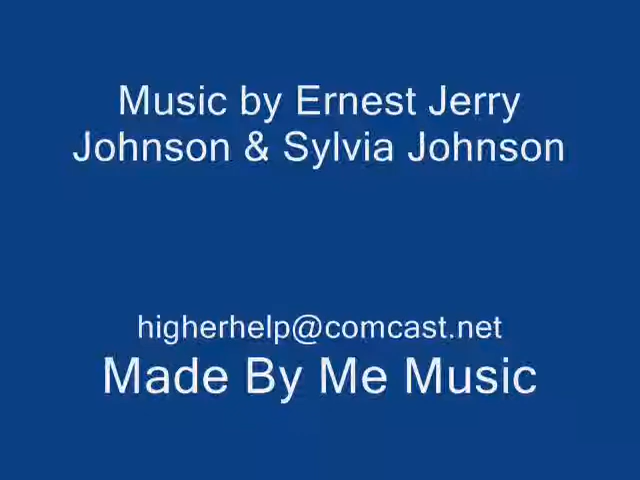 Music by Ernest Jerry
Johnson & Sylvia Johnson
higherhelp@comcast.net
Made By Me Music